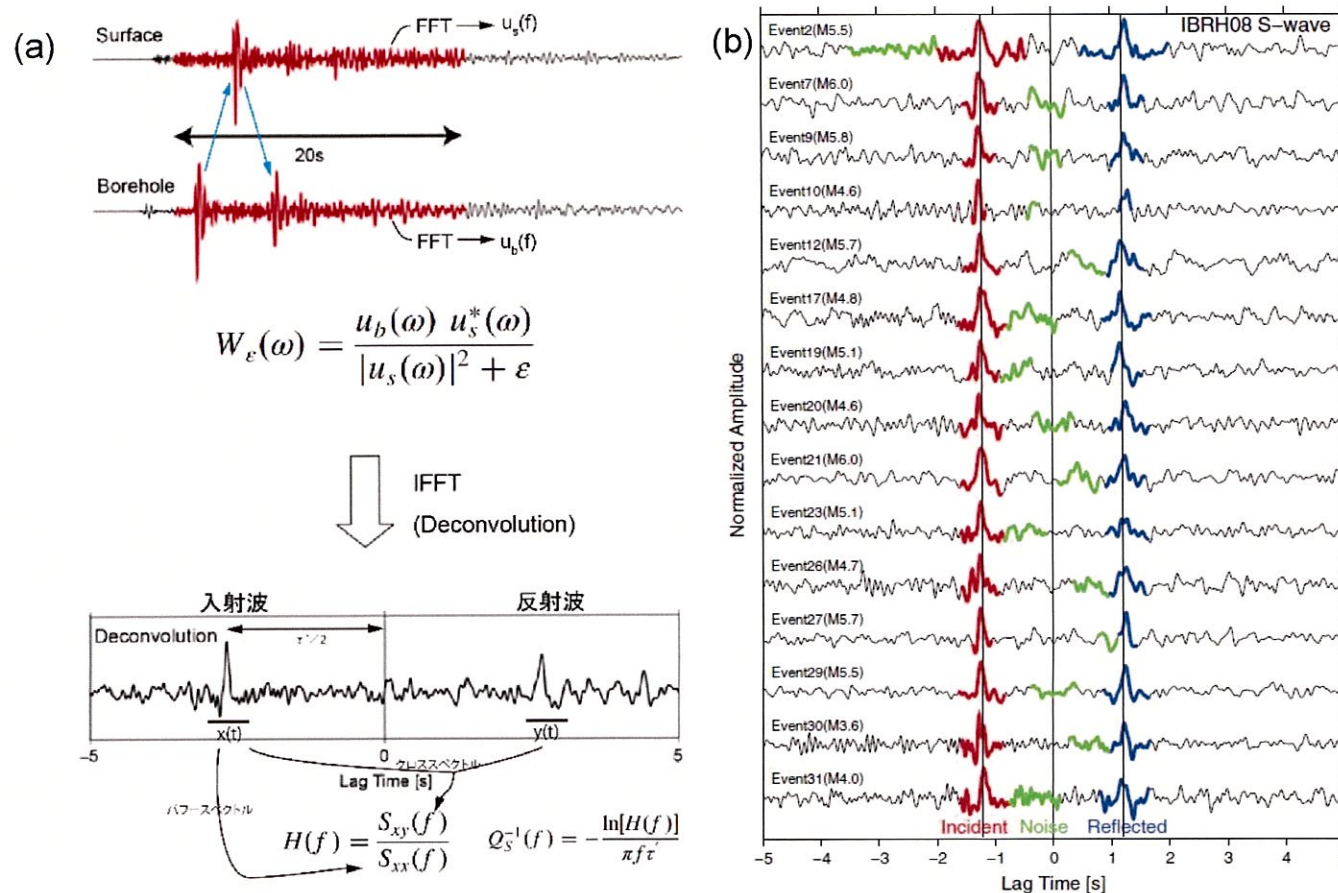 (a)
Surface
FFT → u_s(f)
20s
Borehole
FFT → u_b(f)
W_ε(ω) = u_b(ω) u_s^*(ω) / |u_s(ω)|^2 + ε
IFFT
(Deconvolution)
入射波
反射波
Deconvolution
τ'/2
x(t)
y(t)
-5
0
5
クロススペクトル
Lag Time [s]
パワースペクトル
H(f) = S_xy(f) / S_xx(f)
Q_S^-1(f) = - ln[H(f)] / πfτ'
(b)
IBRH08 S-wave
Event2(M5.5)
Event7(M6.0)
Event9(M5.8)
Event10(M4.6)
Event12(M5.7)
Event17(M4.8)
Event19(M5.1)
Event20(M4.6)
Event21(M6.0)
Event23(M5.1)
Event26(M4.7)
Event27(M5.7)
Event29(M5.5)
Event30(M3.6)
Event31(M4.0)
Normalized Amplitude
Incident Noise Reflected
-5 -4 -3 -2 -1 0 1 2 3 4
Lag Time [s]